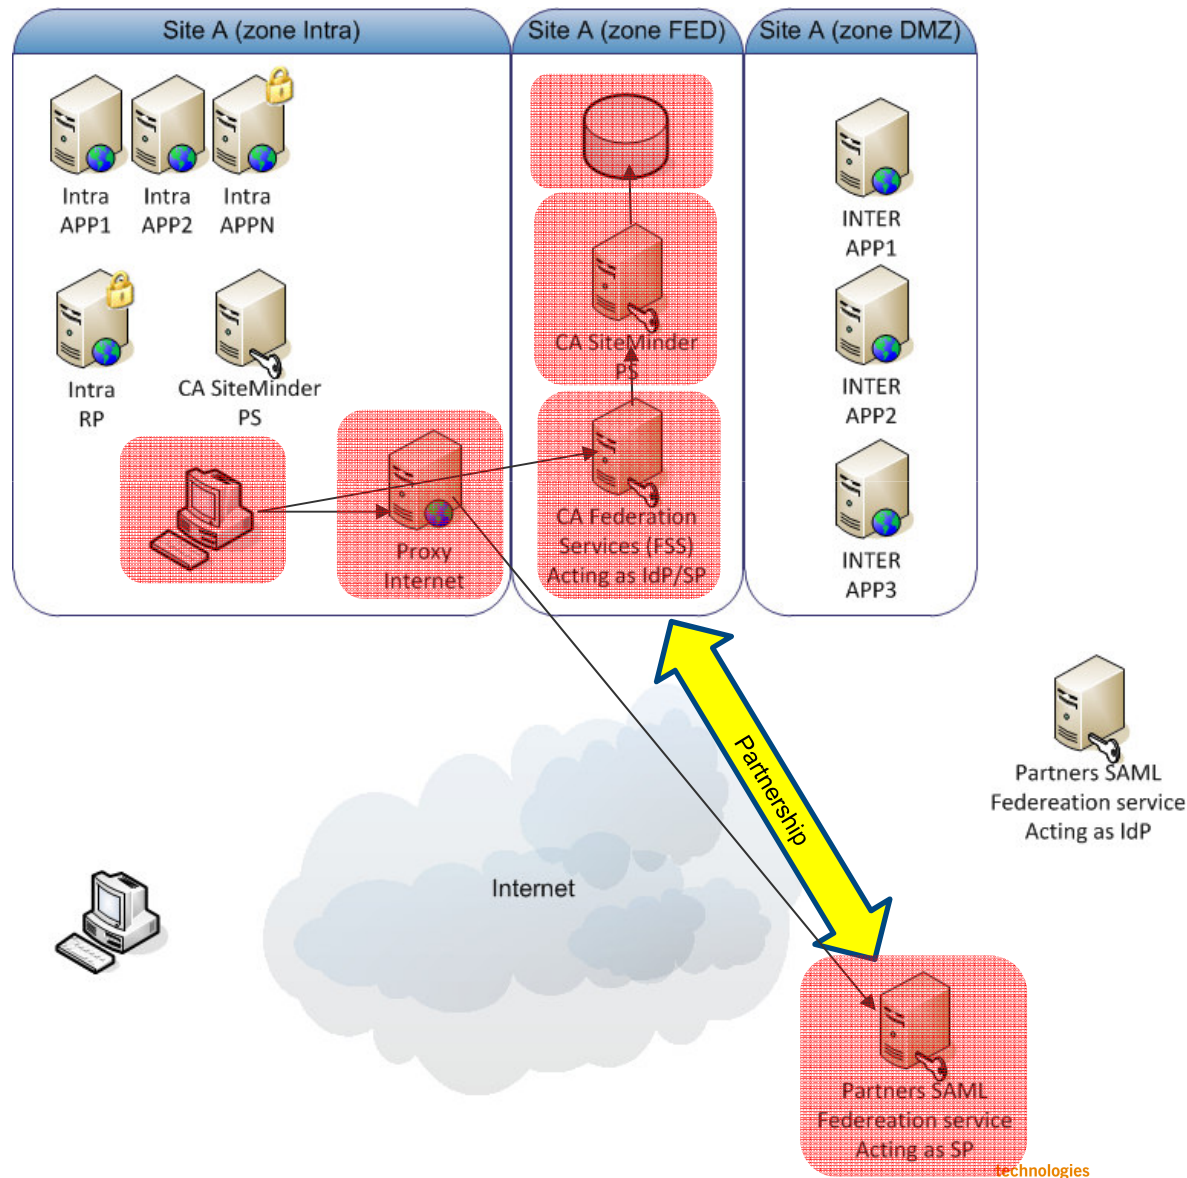 Site A (zone Intra)
Site A (zone FED)
Site A (zone DMZ)
Intra
APP1
Intra
APP2
Intra
APPN
Intra
RP
CA SiteMinder
PS
Proxy
Internet
CA SiteMinder
PS
CA Federation
Services (FSS)
Acting as IdP/SP
INTER
APP1
INTER
APP2
INTER
APP3
Partnership
Internet
Partners SAML
Federeation service
Acting as IdP
Partners SAML
Federeation service
Acting as SP
technologies